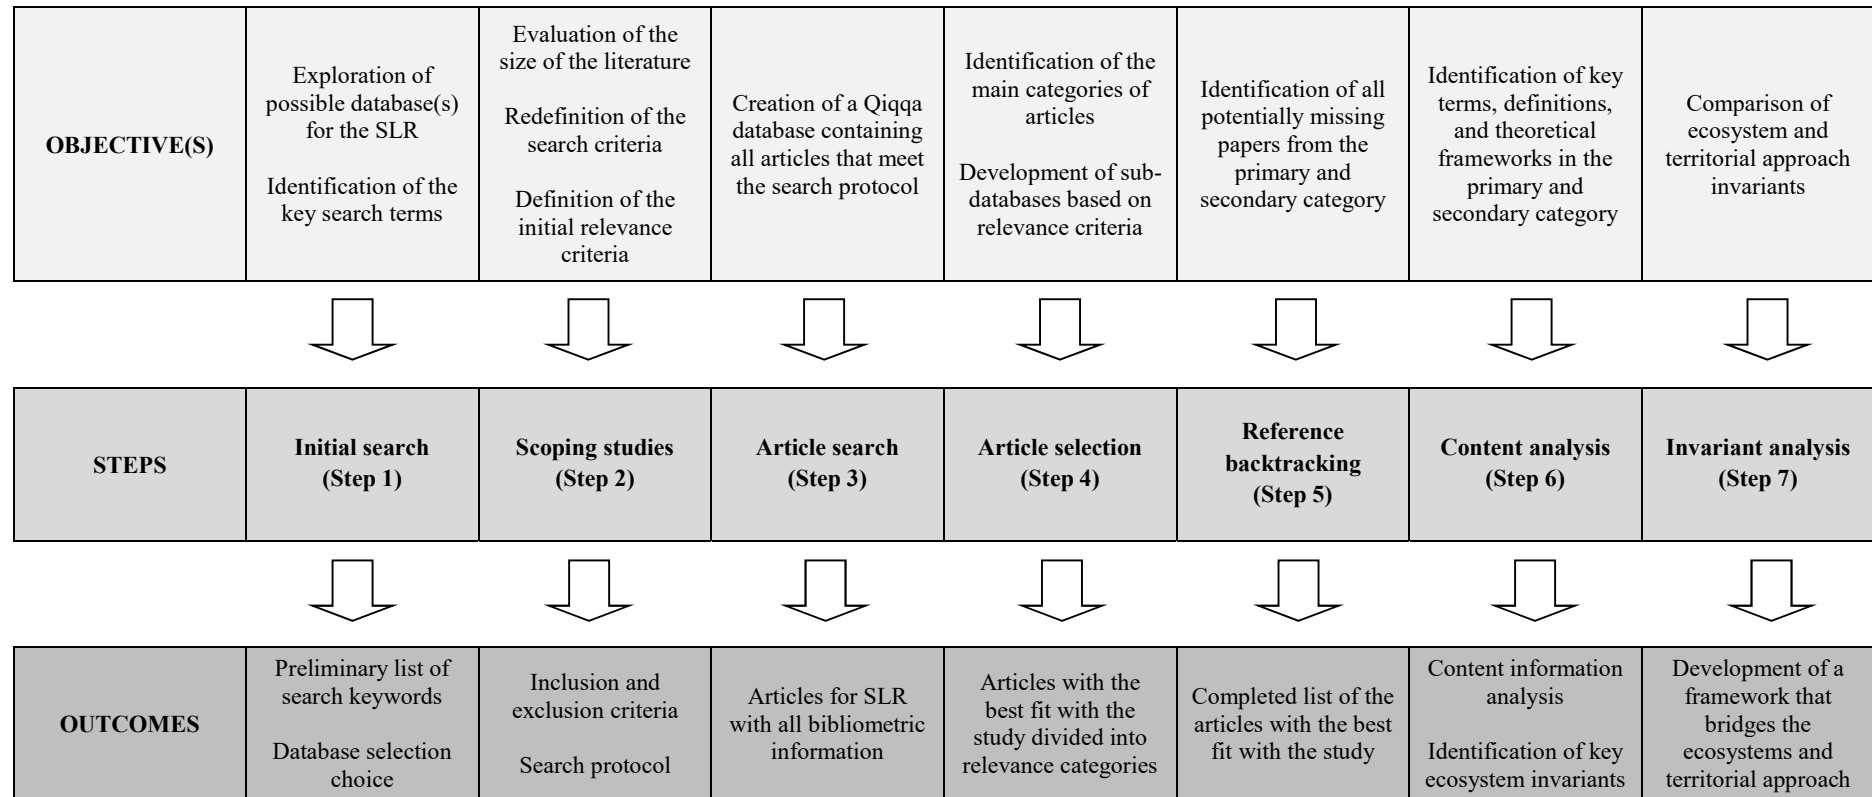 OBJECTIVE(S)
Exploration of
possible database(s)
for the SLR
Identification of the
key search terms
Evaluation of the
size of the literature
Redefinition of the
search criteria
Definition of the
initial relevance
criteria
Creation of a Qiqqa
database containing
all articles that meet
the search protocol
Identification of the
main categories of
articles
Development of sub-
databases based on
relevance criteria
Identification of all
potentially missing
papers from the
primary and
secondary category
Identification of key
terms, definitions,
and theoretical
frameworks in the
primary and
secondary category
Comparison of
ecosystem and
territorial approach
invariants
STEPS
Initial search
(Step 1)
Scoping studies
(Step 2)
Article search
(Step 3)
Article selection
(Step 4)
Reference
backtracking
(Step 5)
Content analysis
(Step 6)
Invariant analysis
(Step 7)
OUTCOMES
Preliminary list of
search keywords
Database selection
choice
Inclusion and
exclusion criteria
Search protocol
Articles for SLR
with all bibliometric
information
Articles with the
best fit with the
study divided into
relevance categories
Completed list of the
articles with the best
fit with the study
Content information
analysis
Identification of key
ecosystem invariants
Development of a
framework that
bridges the
ecosystems and
territorial approach